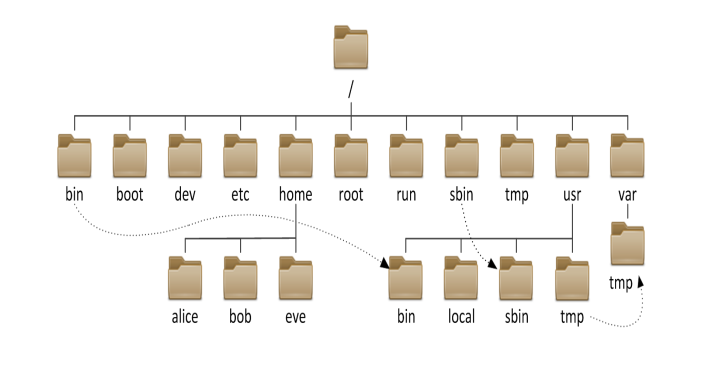 /
bin boot dev etc home root run sbin tmp usr var
tmp
alice bob eve bin local sbin tmp